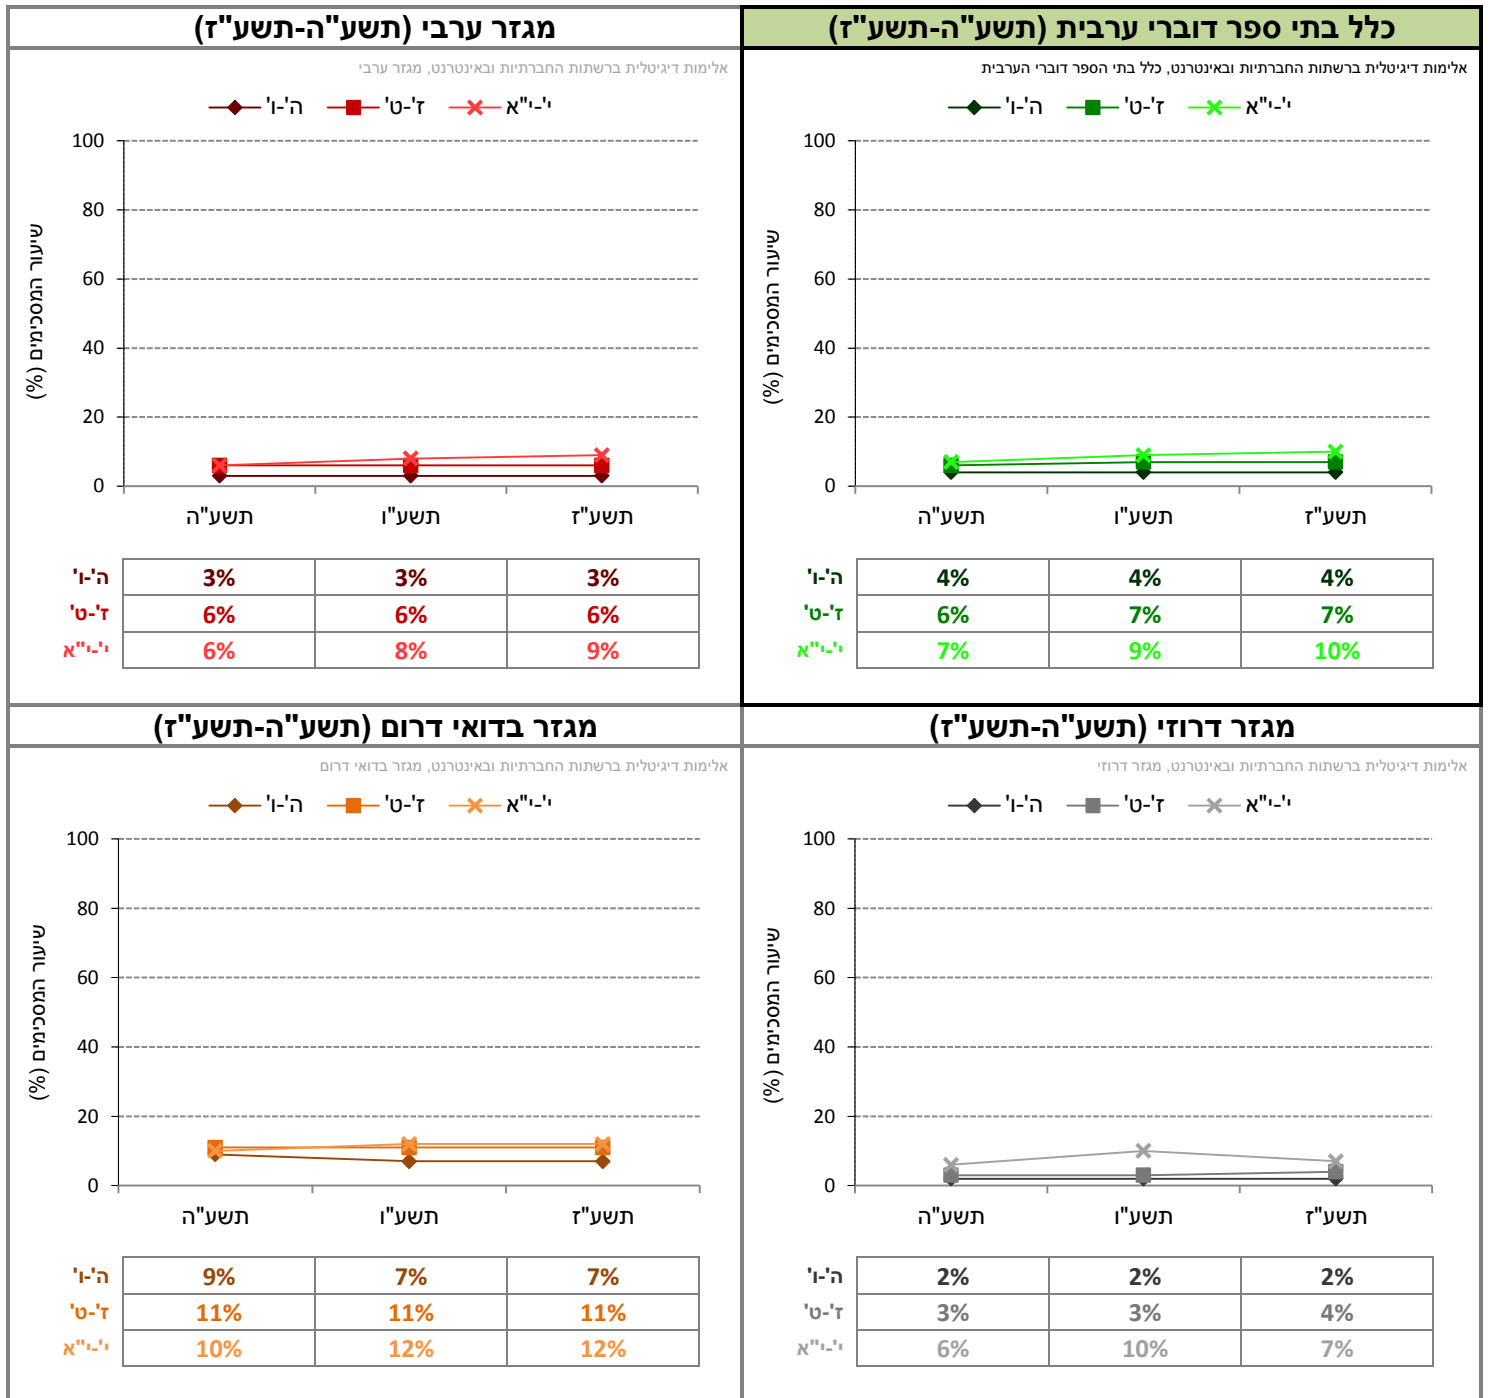 כלל בתי ספר דוברי ערבית (תשע"ה-תשע"ז)
אלימות דיגיטלית ברשתות החברתיות ובאינטרנט, כלל בתי הספר דוברי הערבית
ה'-ו' ז'-ט' י'-י"א
שיעור המסכימים (%)
100
80
60
40
20
0
תשע"ה תשע"ו תשע"ז
ה'-ו' 4% 4% 4%
ז'-ט' 6% 7% 7%
י'-י"א 7% 9% 10%
מגזר ערבי (תשע"ה-תשע"ז)
אלימות דיגיטלית ברשתות החברתיות ובאינטרנט, מגזר ערבי
ה'-ו' ז'-ט' י'-י"א
שיעור המסכימים (%)
100
80
60
40
20
0
תשע"ה תשע"ו תשע"ז
ה'-ו' 3% 3% 3%
ז'-ט' 6% 6% 6%
י'-י"א 6% 8% 9%
מגזר דרוזי (תשע"ה-תשע"ז)
אלימות דיגיטלית ברשתות החברתיות ובאינטרנט, מגזר דרוזי
ה'-ו' ז'-ט' י'-י"א
שיעור המסכימים (%)
100
80
60
40
20
0
תשע"ה תשע"ו תשע"ז
ה'-ו' 2% 2% 2%
ז'-ט' 3% 3% 4%
י'-י"א 6% 10% 7%
מגזר בדואי דרום (תשע"ה-תשע"ז)
אלימות דיגיטלית ברשתות החברתיות ובאינטרנט, מגזר בדואי דרום
ה'-ו' ז'-ט' י'-י"א
שיעור המסכימים (%)
100
80
60
40
20
0
תשע"ה תשע"ו תשע"ז
ה'-ו' 9% 7% 7%
ז'-ט' 11% 11% 11%
י'-י"א 10% 12% 12%